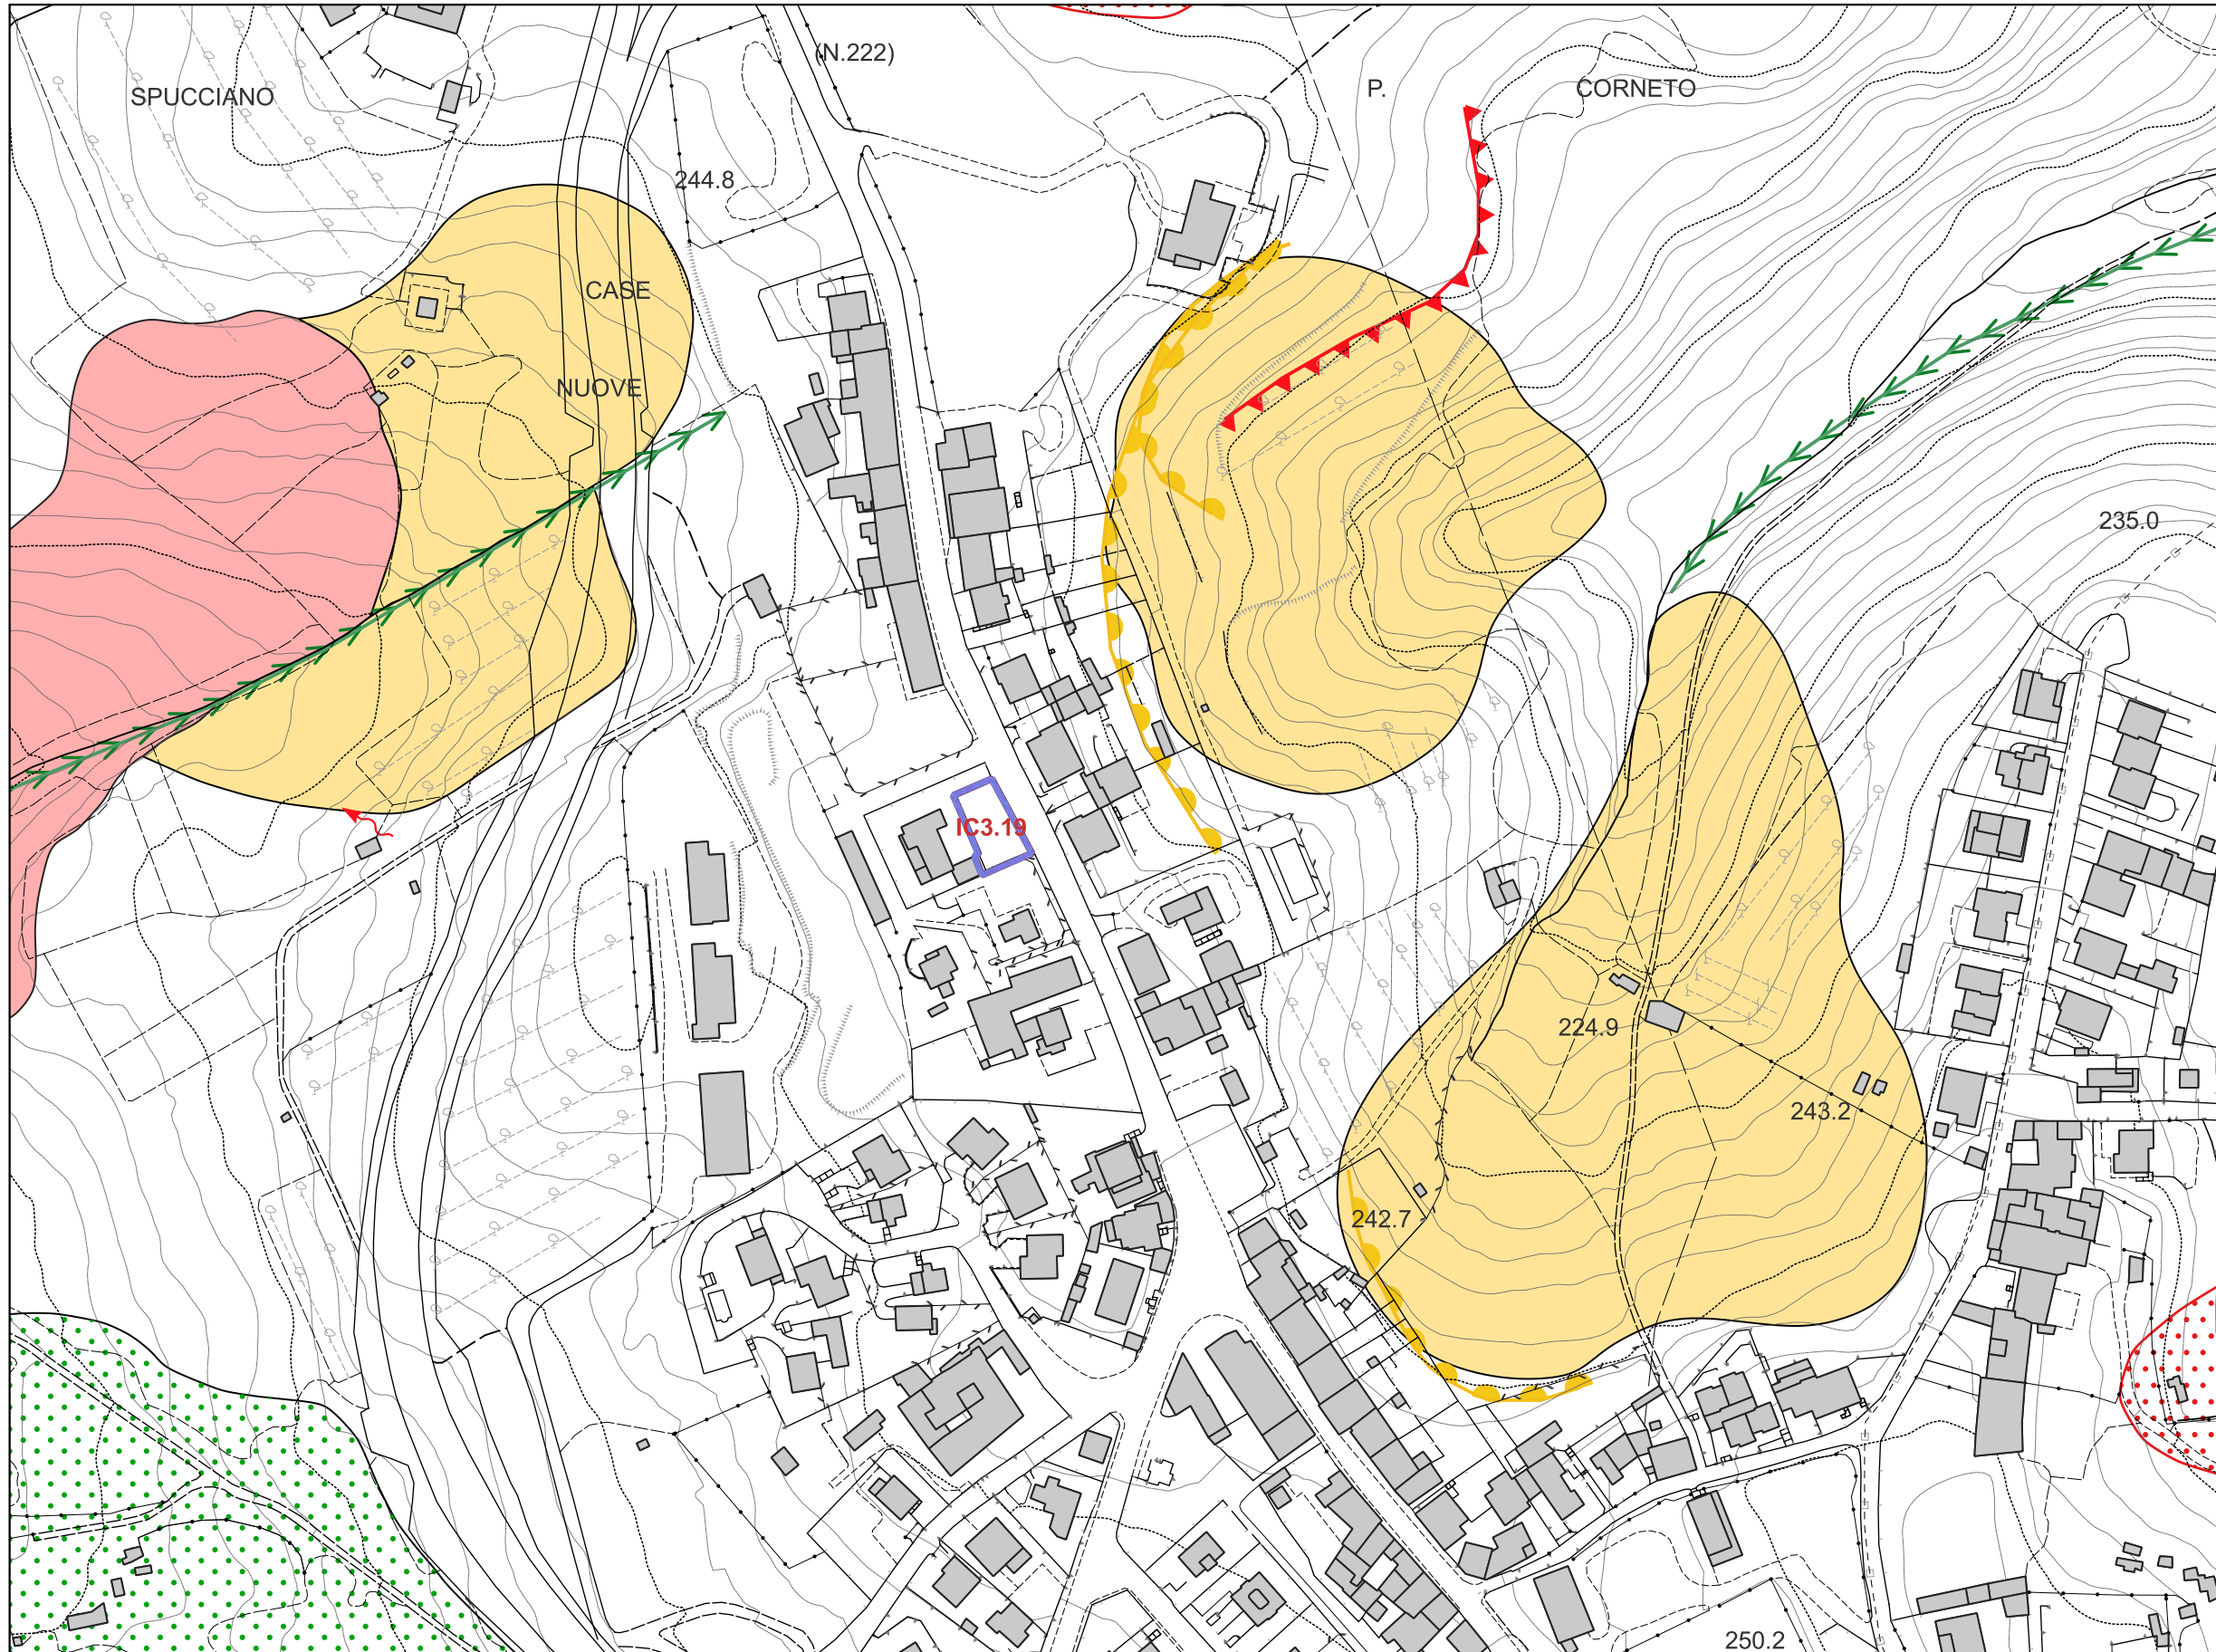 (N.222)
P.
CORNETO
SPUCCIANO
244.8
CASE
NUOVE
235.0
IC3.19
224.9
243.2
242.7
250.2